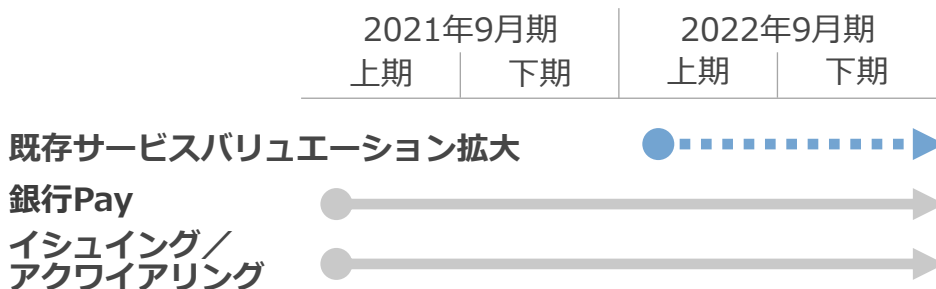 2021年9月期 2022年9月期
上期 下期 上期 下期
既存サービスバリュエーション拡大
銀行Pay
イシュイング／
アクワイアリング